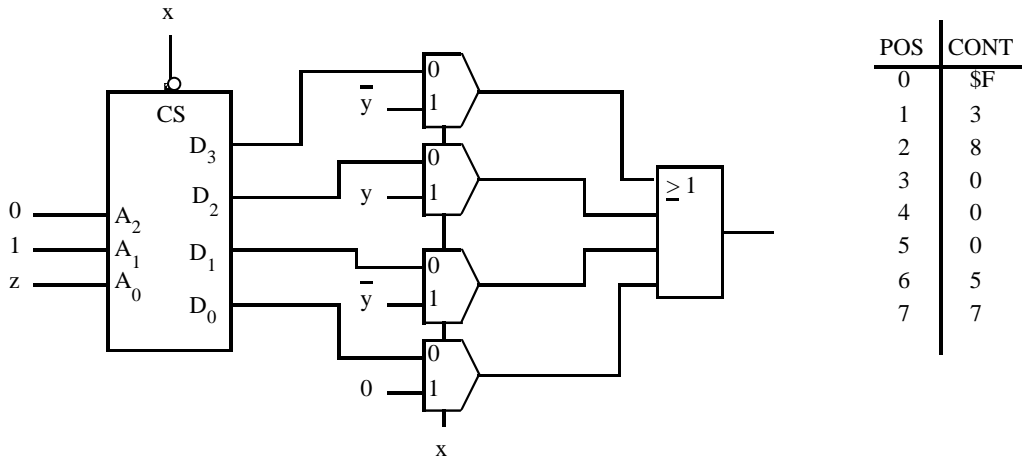 x
CS
D3
D2
D1
D0
0 A2
1 A1
z A0
0
ȳ 1
0
y 1
0
ȳ 1
0
0 1
x
≥ 1
POS CONT
0 $F
1 3
2 8
3 0
4 0
5 0
6 5
7 7